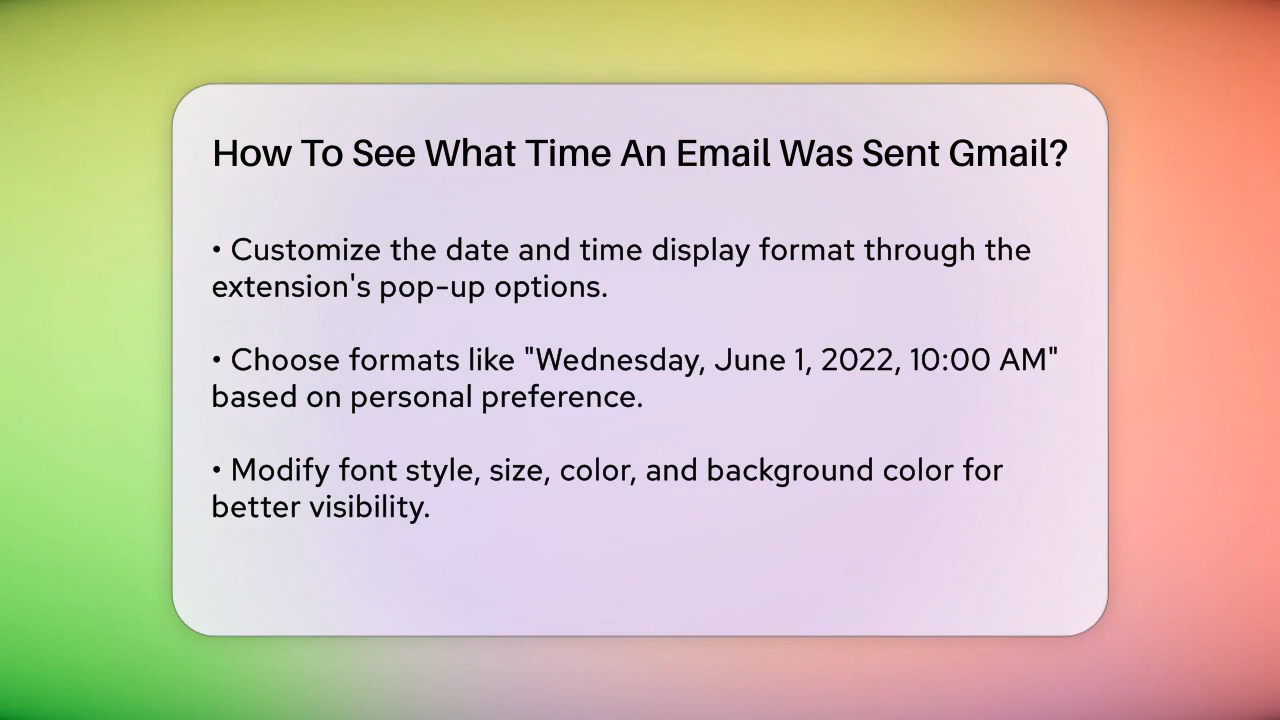 How To See What Time An Email Was Sent Gmail?
• Customize the date and time display format through the
extension's pop-up options.
• Choose formats like "Wednesday, June 1, 2022, 10:00 AM"
based on personal preference.
• Modify font style, size, color, and background color for
better visibility.